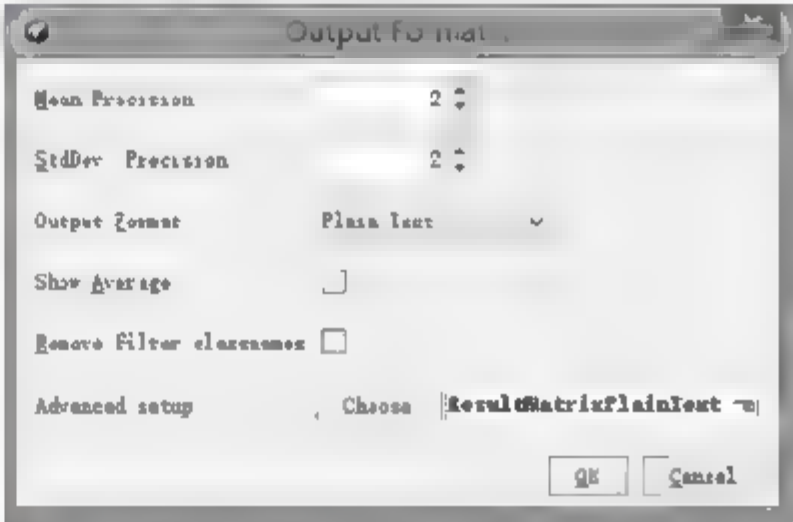 Output Format
Mean Precision 2
StdDev Precision 2
Output Format Plain Text
Show Average
Remove filter classnames
Advanced setup Choose ResultMatrixPlainText
OK Cancel